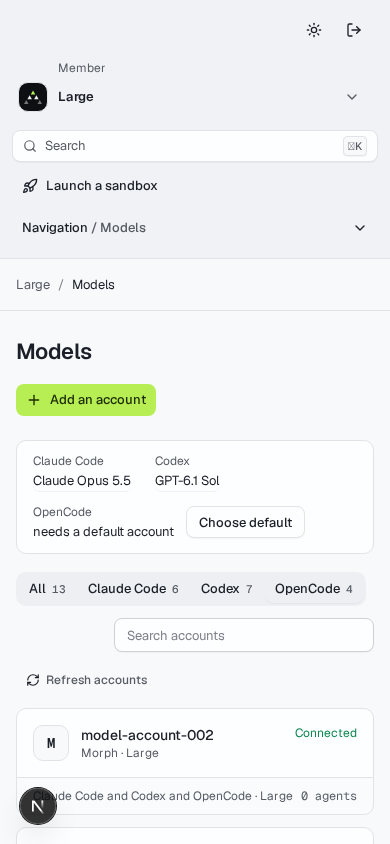 Member
Large
Search
K
Launch a sandbox
Navigation / Models
Large / Models
Models
Add an account
Claude Code Codex
Claude Opus 5.5 GPT-6.1 Sol
OpenCode
needs a default account Choose default
All 13 Claude Code 6 Codex 7 OpenCode 4
Search accounts
Refresh accounts
M model-account-002 Connected
Morph · Large
Code and Codex and OpenCode · Large 0 agents
N